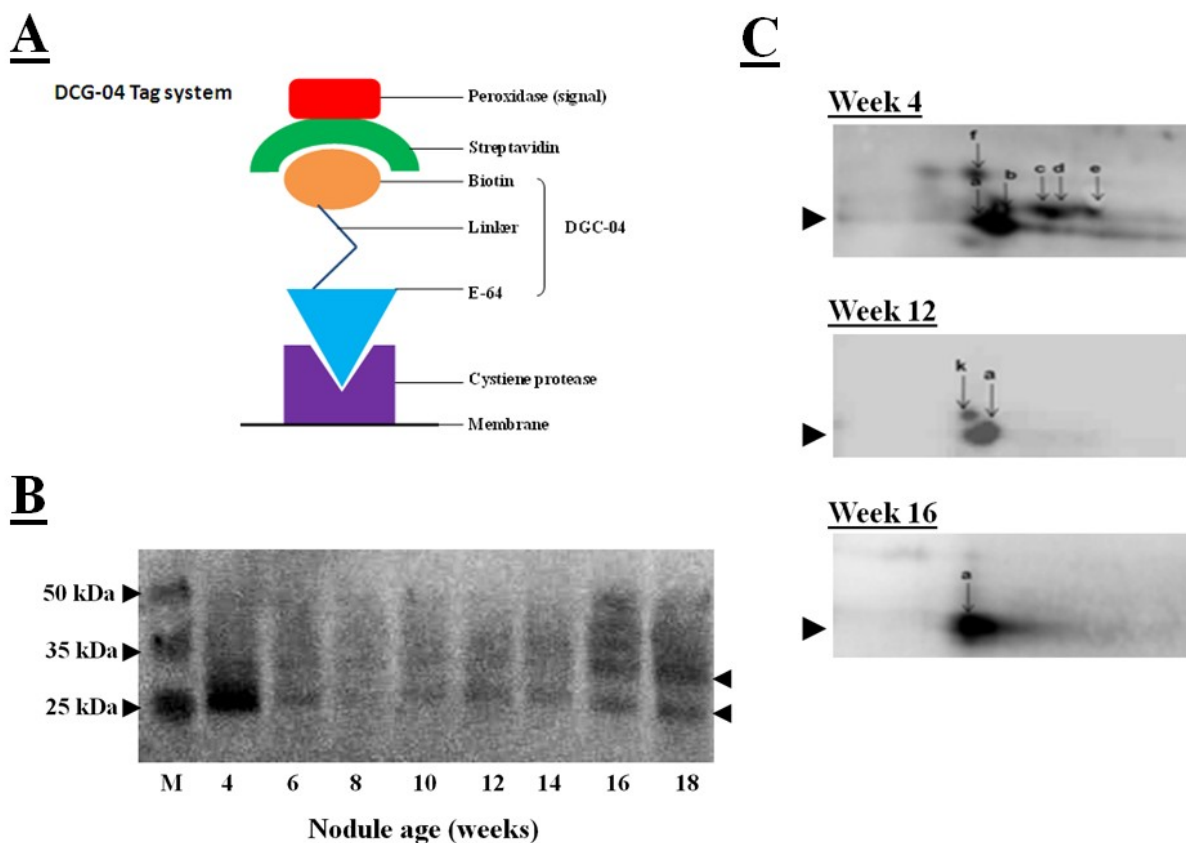 A
DCG-04 Tag system
Peroxidase (signal)
Streptavidin
Biotin
Linker
DGC-04
E-64
Cystiene protease
Membrane
B
50 kDa
35 kDa
25 kDa
M 4 6 8 10 12 14 16 18
Nodule age (weeks)
C
Week 4
f
a b c d e
Week 12
k a
Week 16
a